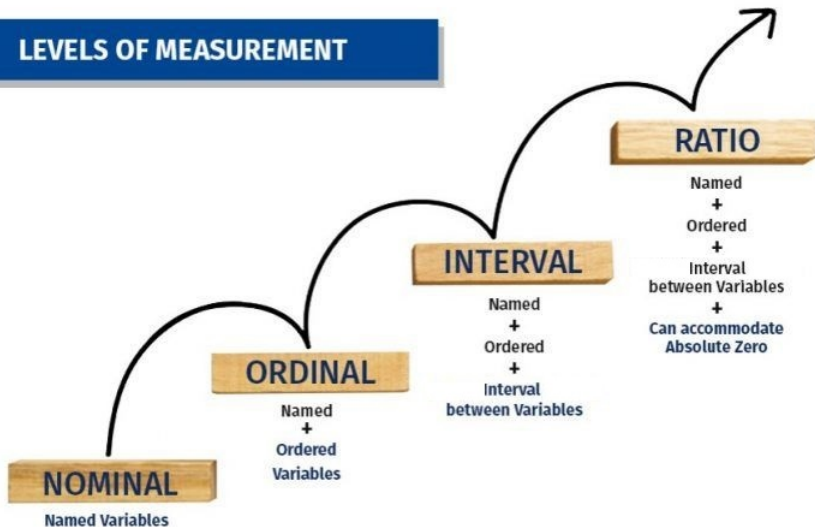 LEVELS OF MEASUREMENT
RATIO
Named
+
Ordered
+
Interval
between Variables
+
Can accommodate
Absolute Zero
INTERVAL
Named
+
Ordered
+
Interval
between Variables
ORDINAL
Named
+
Ordered
Variables
NOMINAL
Named Variables